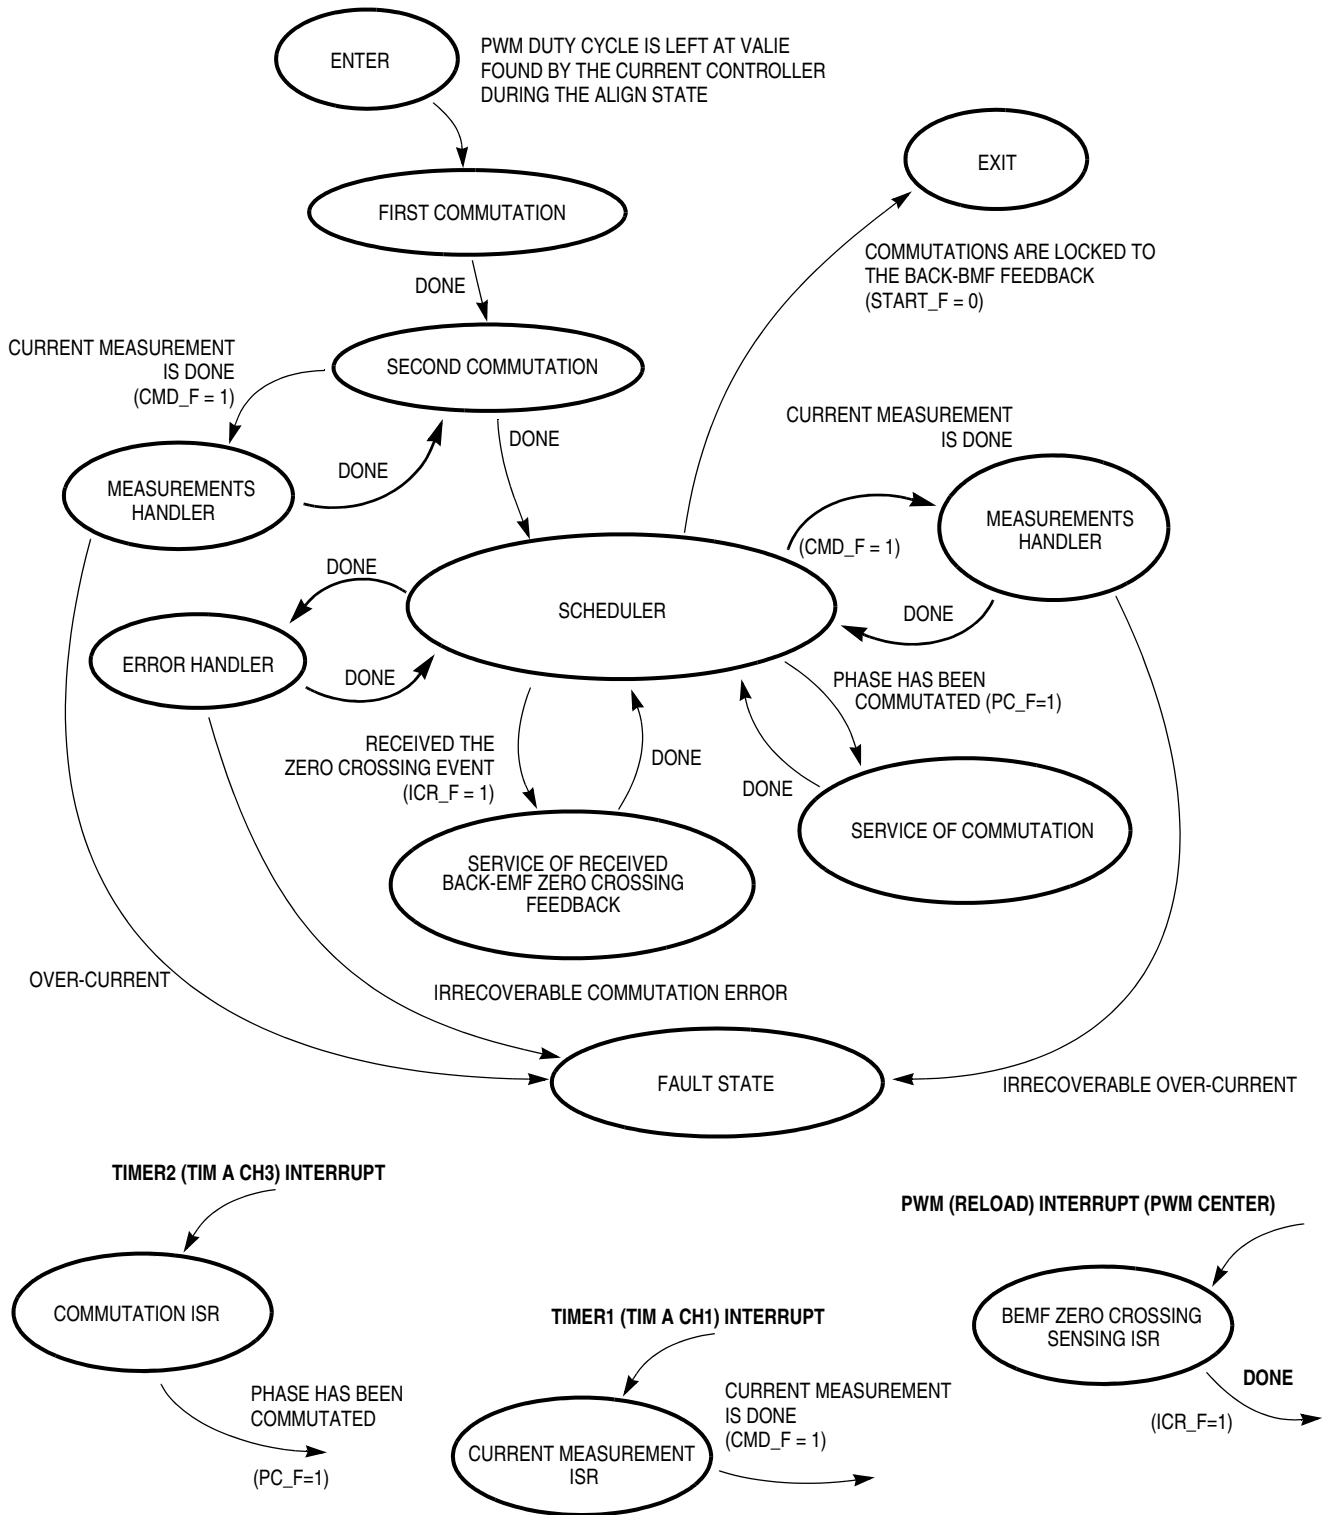 ENTER
PWM DUTY CYCLE IS LEFT AT VALIE
FOUND BY THE CURRENT CONTROLLER
DURING THE ALIGN STATE
EXIT
FIRST COMMUTATION
COMMUTATIONS ARE LOCKED TO
THE BACK-BMF FEEDBACK
(START_F = 0)
DONE
CURRENT MEASUREMENT
IS DONE
(CMD_F = 1)
SECOND COMMUTATION
CURRENT MEASUREMENT
IS DONE
DONE
DONE
MEASUREMENTS
HANDLER
MEASUREMENTS
HANDLER
(CMD_F = 1)
DONE
SCHEDULER
DONE
ERROR HANDLER
DONE
PHASE HAS BEEN
COMMUTATED (PC_F=1)
RECEIVED THE
ZERO CROSSING EVENT
(ICR_F = 1)
DONE
DONE
SERVICE OF COMMUTATION
SERVICE OF RECEIVED
BACK-EMF ZERO CROSSING
FEEDBACK
OVER-CURRENT
IRRECOVERABLE COMMUTATION ERROR
FAULT STATE
IRRECOVERABLE OVER-CURRENT
TIMER2 (TIM A CH3) INTERRUPT
PWM (RELOAD) INTERRUPT (PWM CENTER)
COMMUTATION ISR
TIMER1 (TIM A CH1) INTERRUPT
BEMF ZERO CROSSING
SENSING ISR
PHASE HAS BEEN
COMMUTATED
(PC_F=1)
CURRENT MEASUREMENT
IS DONE
(CMD_F = 1)
DONE
(ICR_F=1)
CURRENT MEASUREMENT
ISR